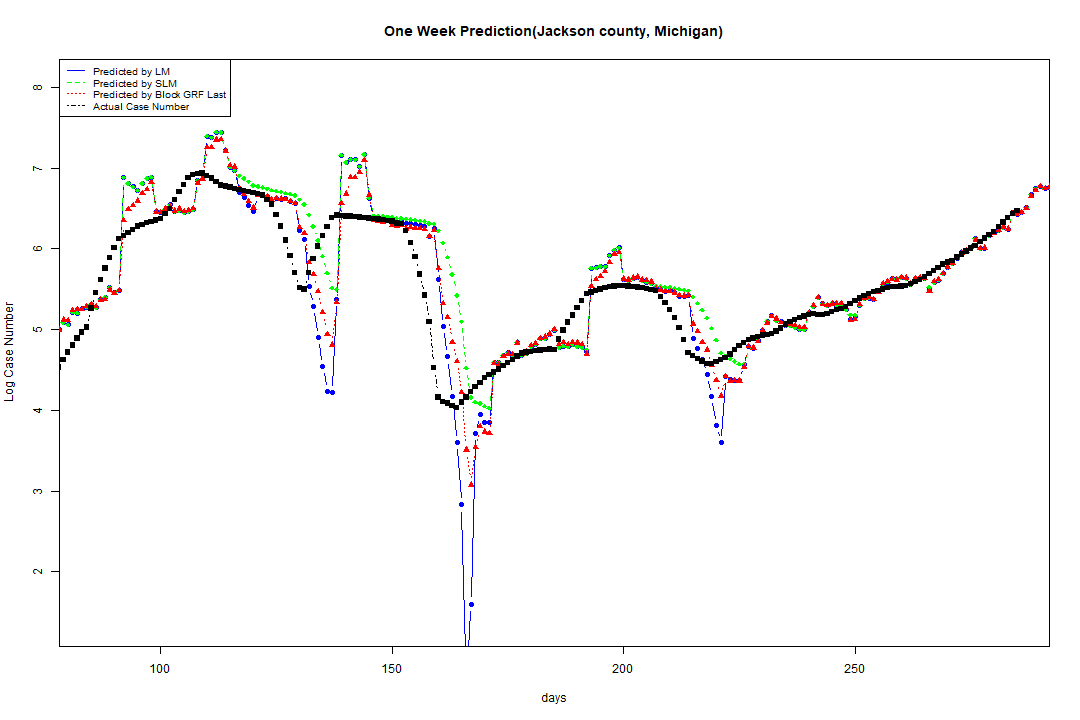 One Week Prediction(Jackson county, Michigan)
Predicted by LM
Predicted by SLM
Predicted by Block GRF Last
Actual Case Number
8
7
6
5
4
3
2
Log Case Number
100 150 200 250
days